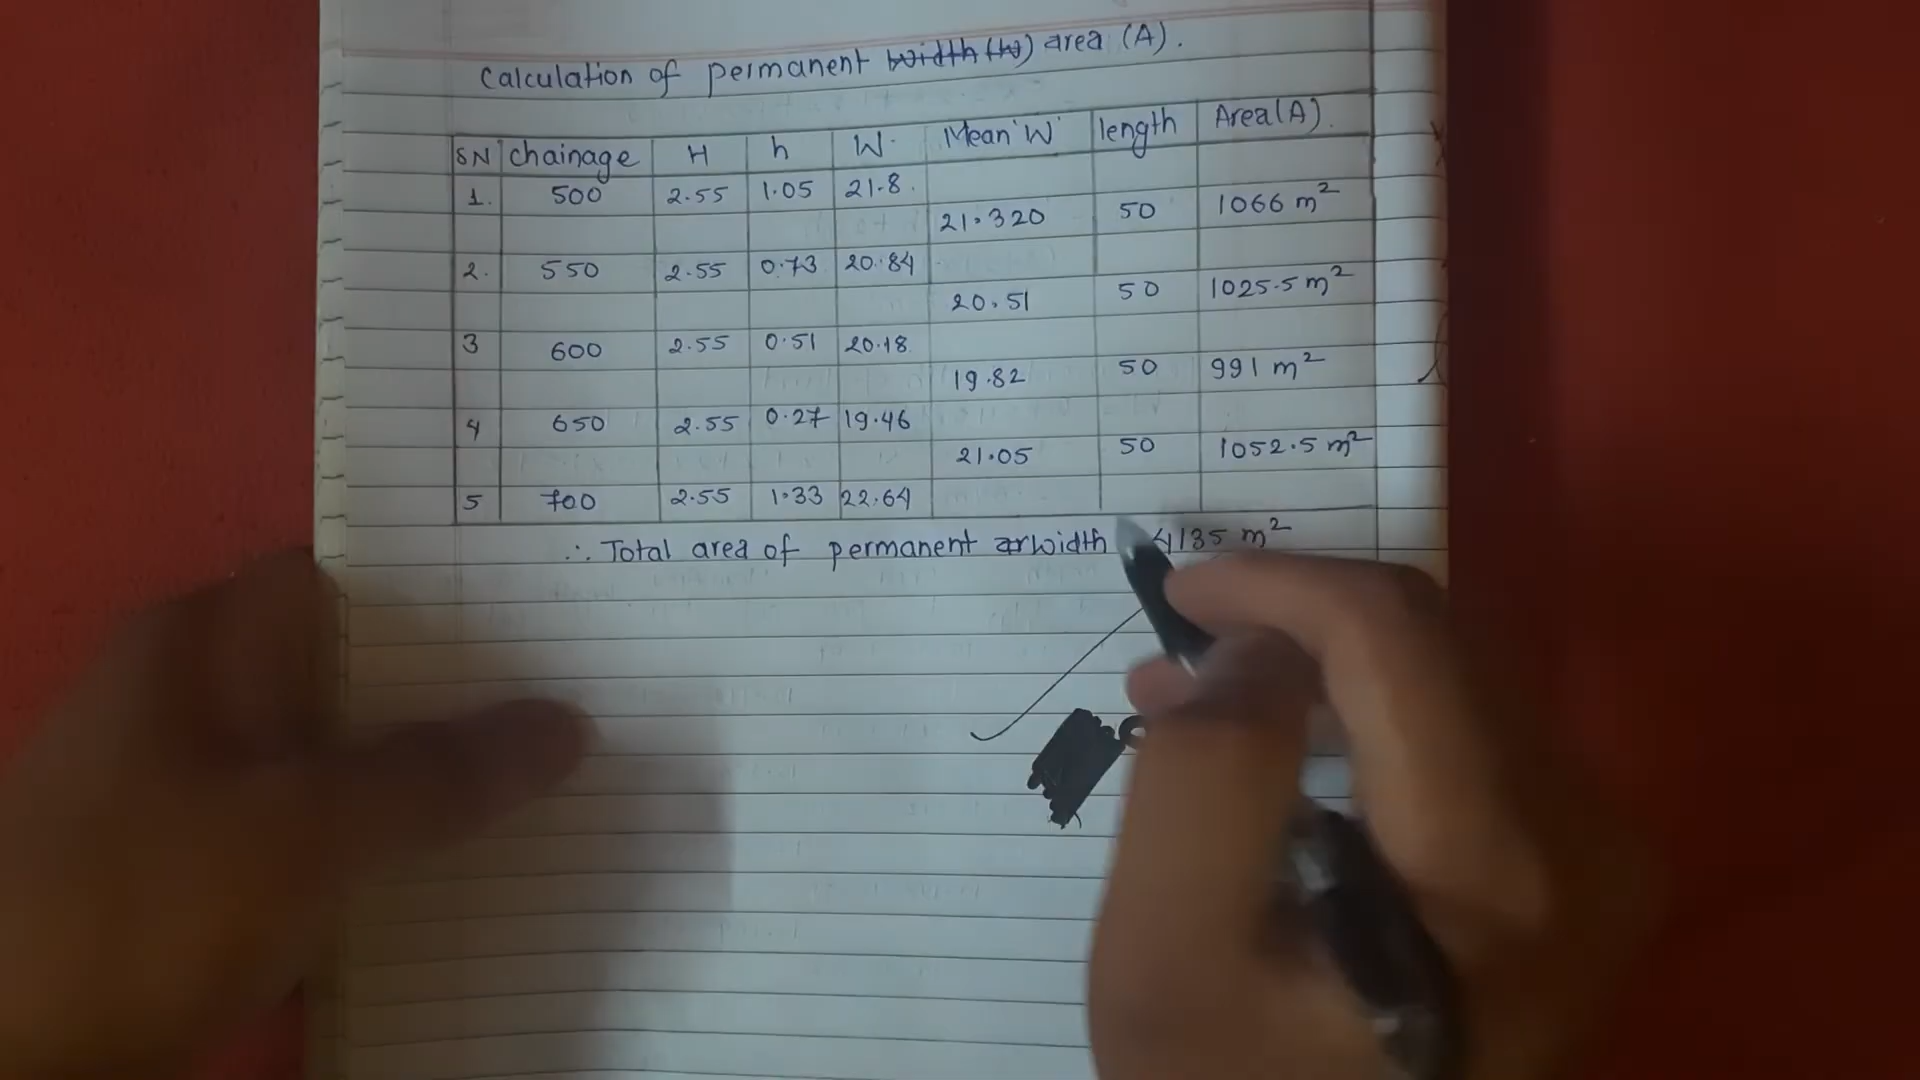 Calculation of permanent width (w) area (A).
SN chainage H h W. Mean 'W' length Area(A).
1. 500 2.55 1.05 21.8.
21.320 50 1066 m²
2. 550 2.55 0.73 20.84
20.51 50 1025.5 m²
3 600 2.55 0.51 20.18
19.82 50 991 m²
4 650 2.55 0.27 19.46
21.05 50 1052.5 m²
5 700 2.55 1.33 22.64
∴ Total area of permanent width 4135 m²